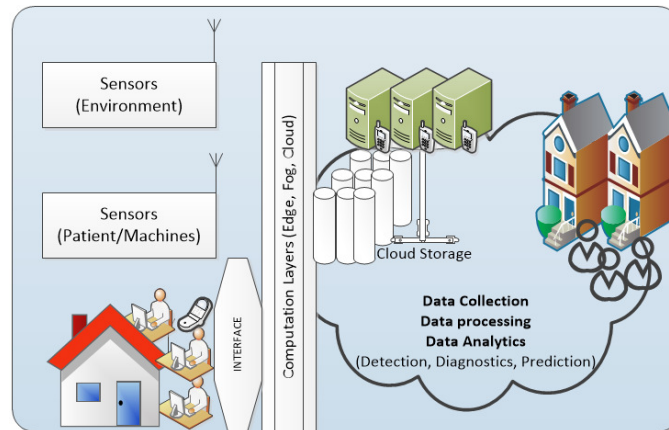 Sensors
(Environment)
Sensors
(Patient/Machines)
INTERFACE
Computation Layers (Edge, Fog, Cloud)
Cloud Storage
Data Collection
Data processing
Data Analytics
(Detection, Diagnostics, Prediction)